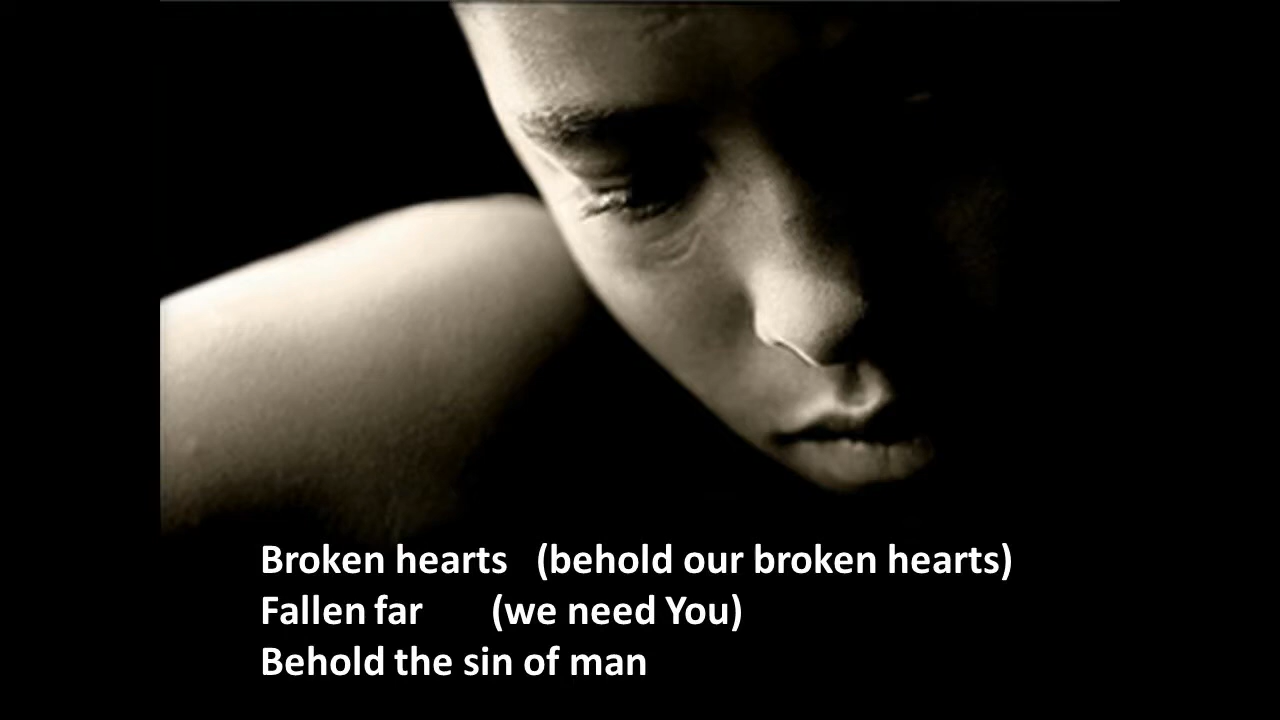 Broken hearts (behold our broken hearts)
Fallen far (we need You)
Behold the sin of man